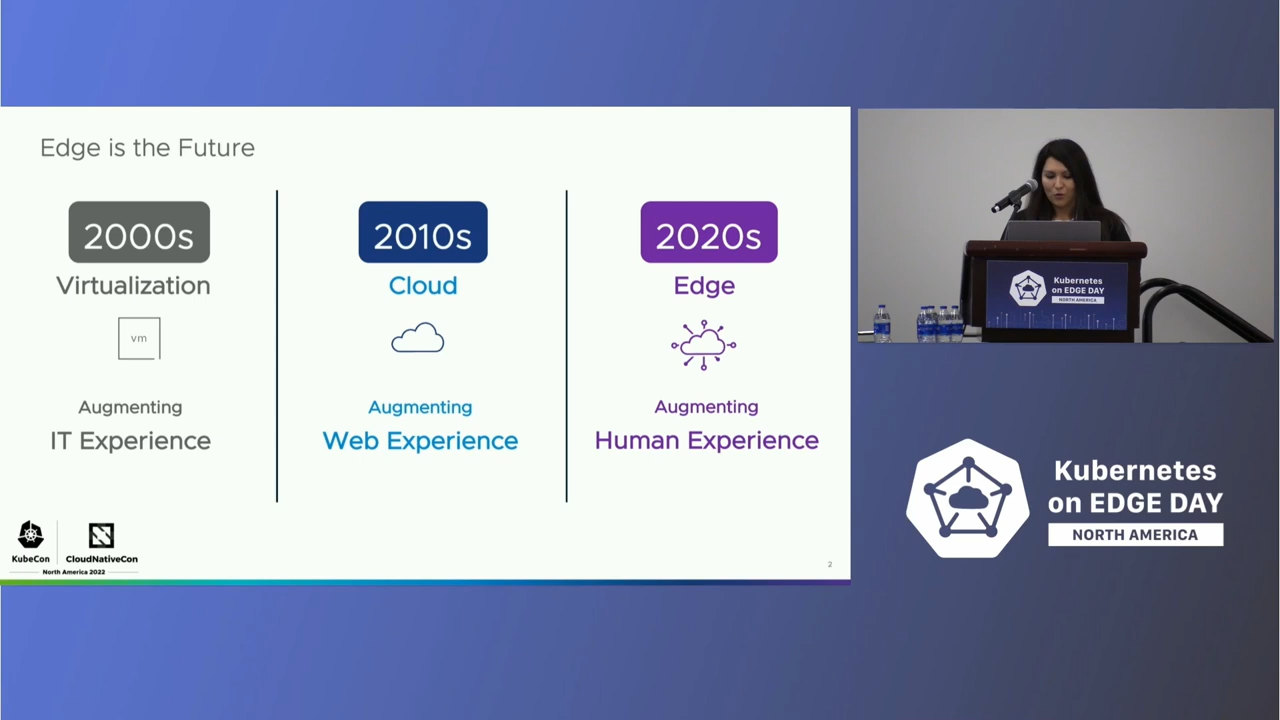 Edge is the Future
2000s
Virtualization
vm
Augmenting
IT Experience
2010s
Cloud
Augmenting
Web Experience
2020s
Edge
Augmenting
Human Experience
KubeCon
CloudNativeCon
North America 2022
2
Kubernetes
on EDGE DAY
NORTH AMERICA
Kubernetes
on EDGE DAY
NORTH AMERICA